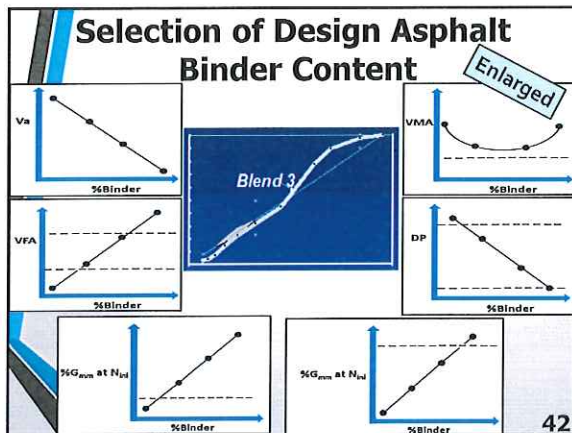 Selection of Design Asphalt
Binder Content
Enlarged
Va
%Binder
VMA
%Binder
Blend 3
VFA
%Binder
DP
%Binder
%Gmm at Nini
%Binder
%Gmm at Nini
%Binder
42